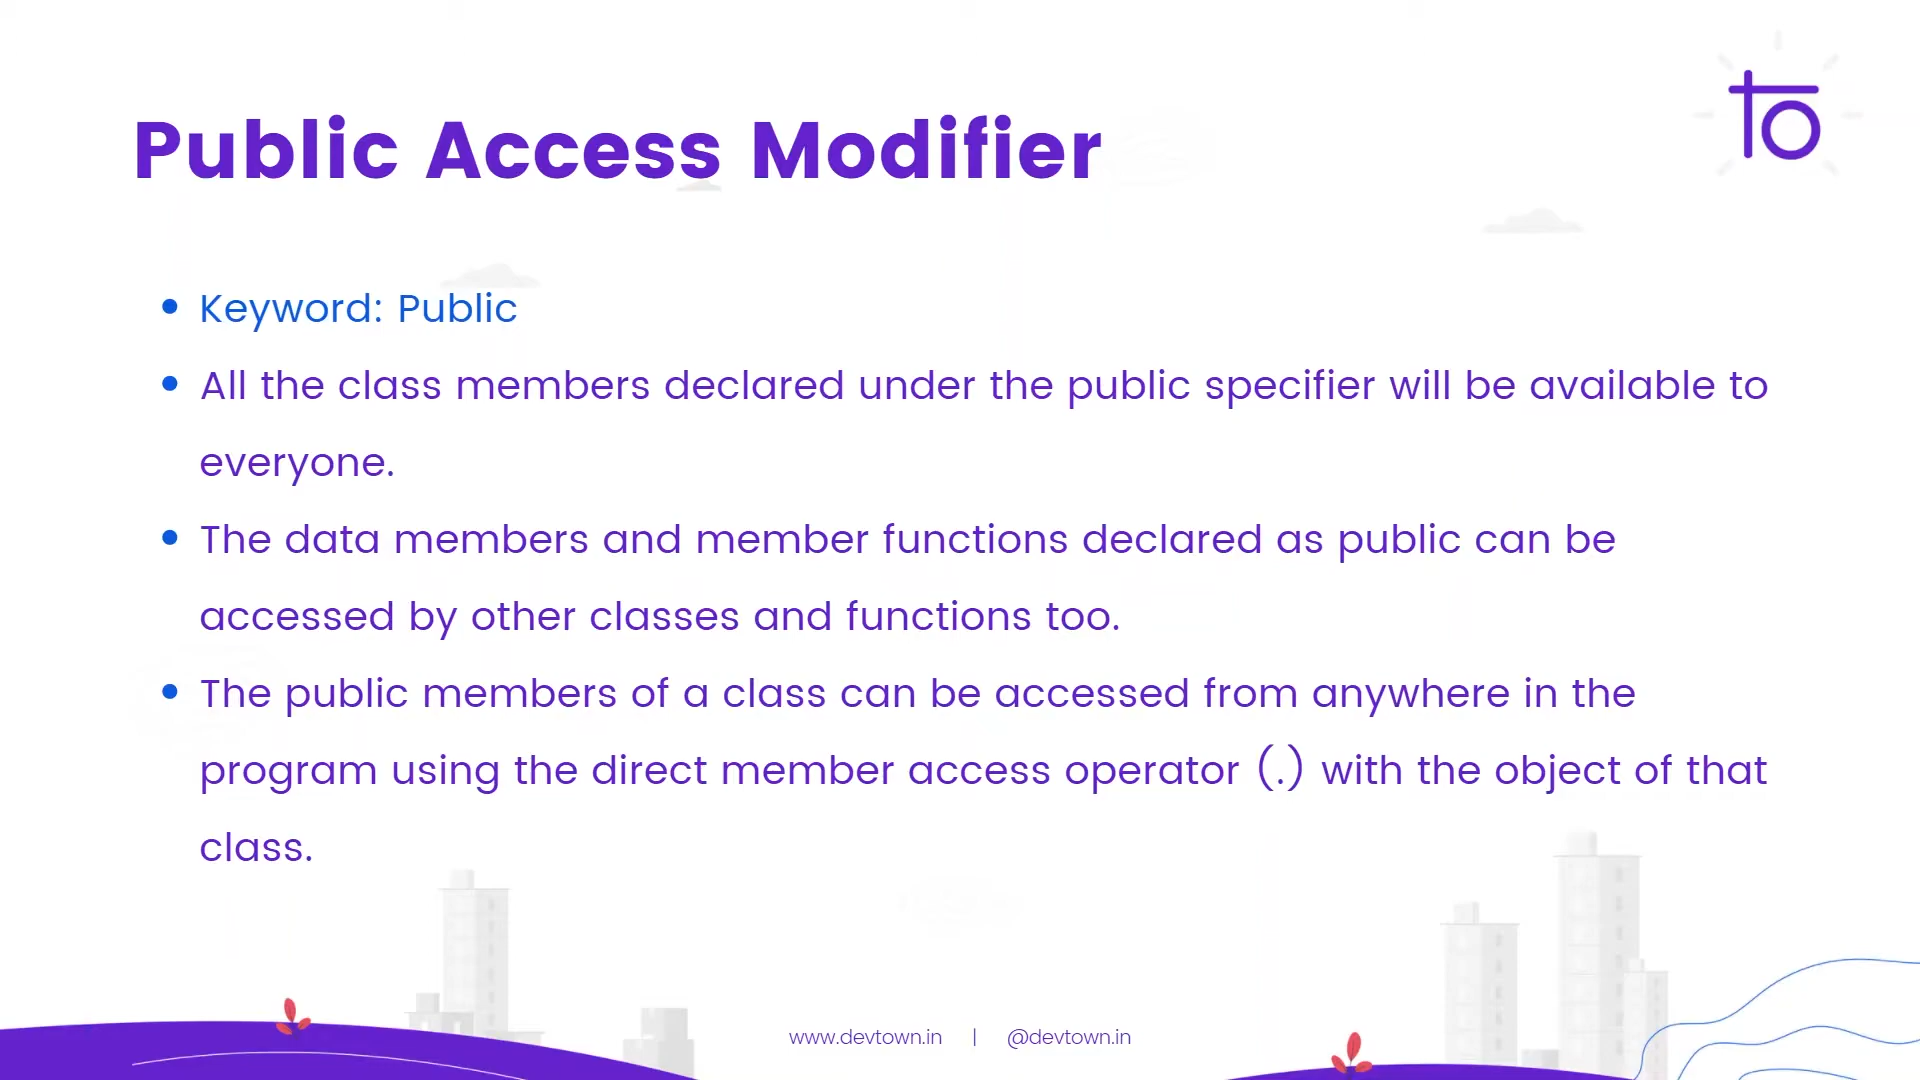 to
Public Access Modifier
• Keyword: Public
• All the class members declared under the public specifier will be available to
everyone.
• The data members and member functions declared as public can be
accessed by other classes and functions too.
• The public members of a class can be accessed from anywhere in the
program using the direct member access operator (.) with the object of that
class.
www.devtown.in | @devtown.in